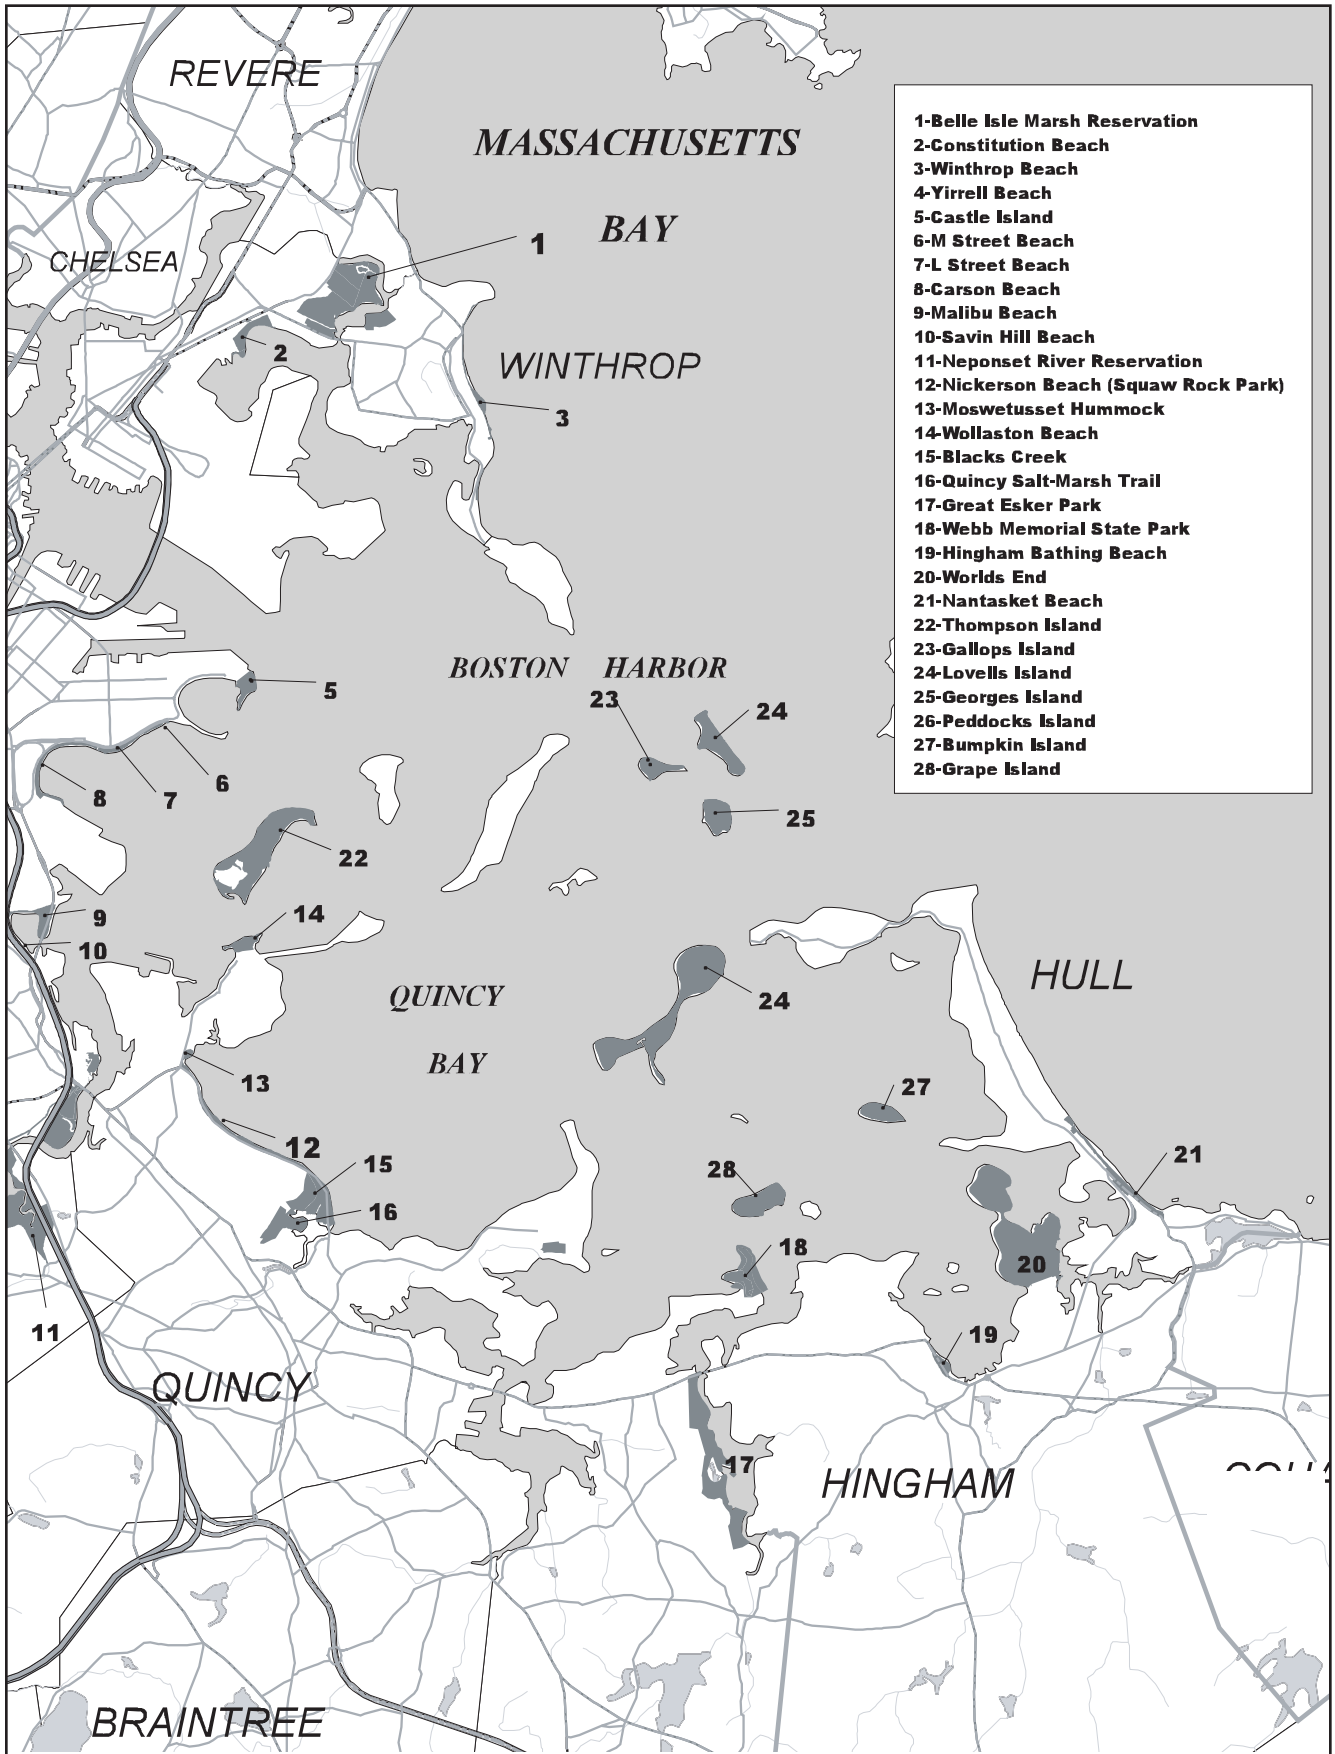 REVERE
MASSACHUSETTS
BAY
CHELSEA
1
2
WINTHROP
3
1-Belle Isle Marsh Reservation
2-Constitution Beach
3-Winthrop Beach
4-Yirrell Beach
5-Castle Island
6-M Street Beach
7-L Street Beach
8-Carson Beach
9-Malibu Beach
10-Savin Hill Beach
11-Neponset River Reservation
12-Nickerson Beach (Squaw Rock Park)
13-Moswetusset Hummock
14-Wollaston Beach
15-Blacks Creek
16-Quincy Salt-Marsh Trail
17-Great Esker Park
18-Webb Memorial State Park
19-Hingham Bathing Beach
20-Worlds End
21-Nantasket Beach
22-Thompson Island
23-Gallops Island
24-Lovells Island
25-Georges Island
26-Peddocks Island
27-Bumpkin Island
28-Grape Island
BOSTON HARBOR
5
23
24
6
7
8
25
22
9
14
10
HULL
QUINCY
24
BAY
13
27
12
15
28
21
16
18
20
11
19
QUINCY
17
HINGHAM
BRAINTREE